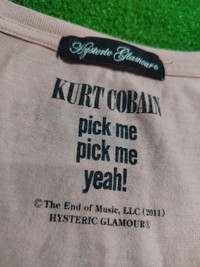 Hysteric Glamour®
KURT COBAIN
pick me
pick me
yeah!
©The End of Music, LLC (2011)
HYSTERIC GLAMOUR®